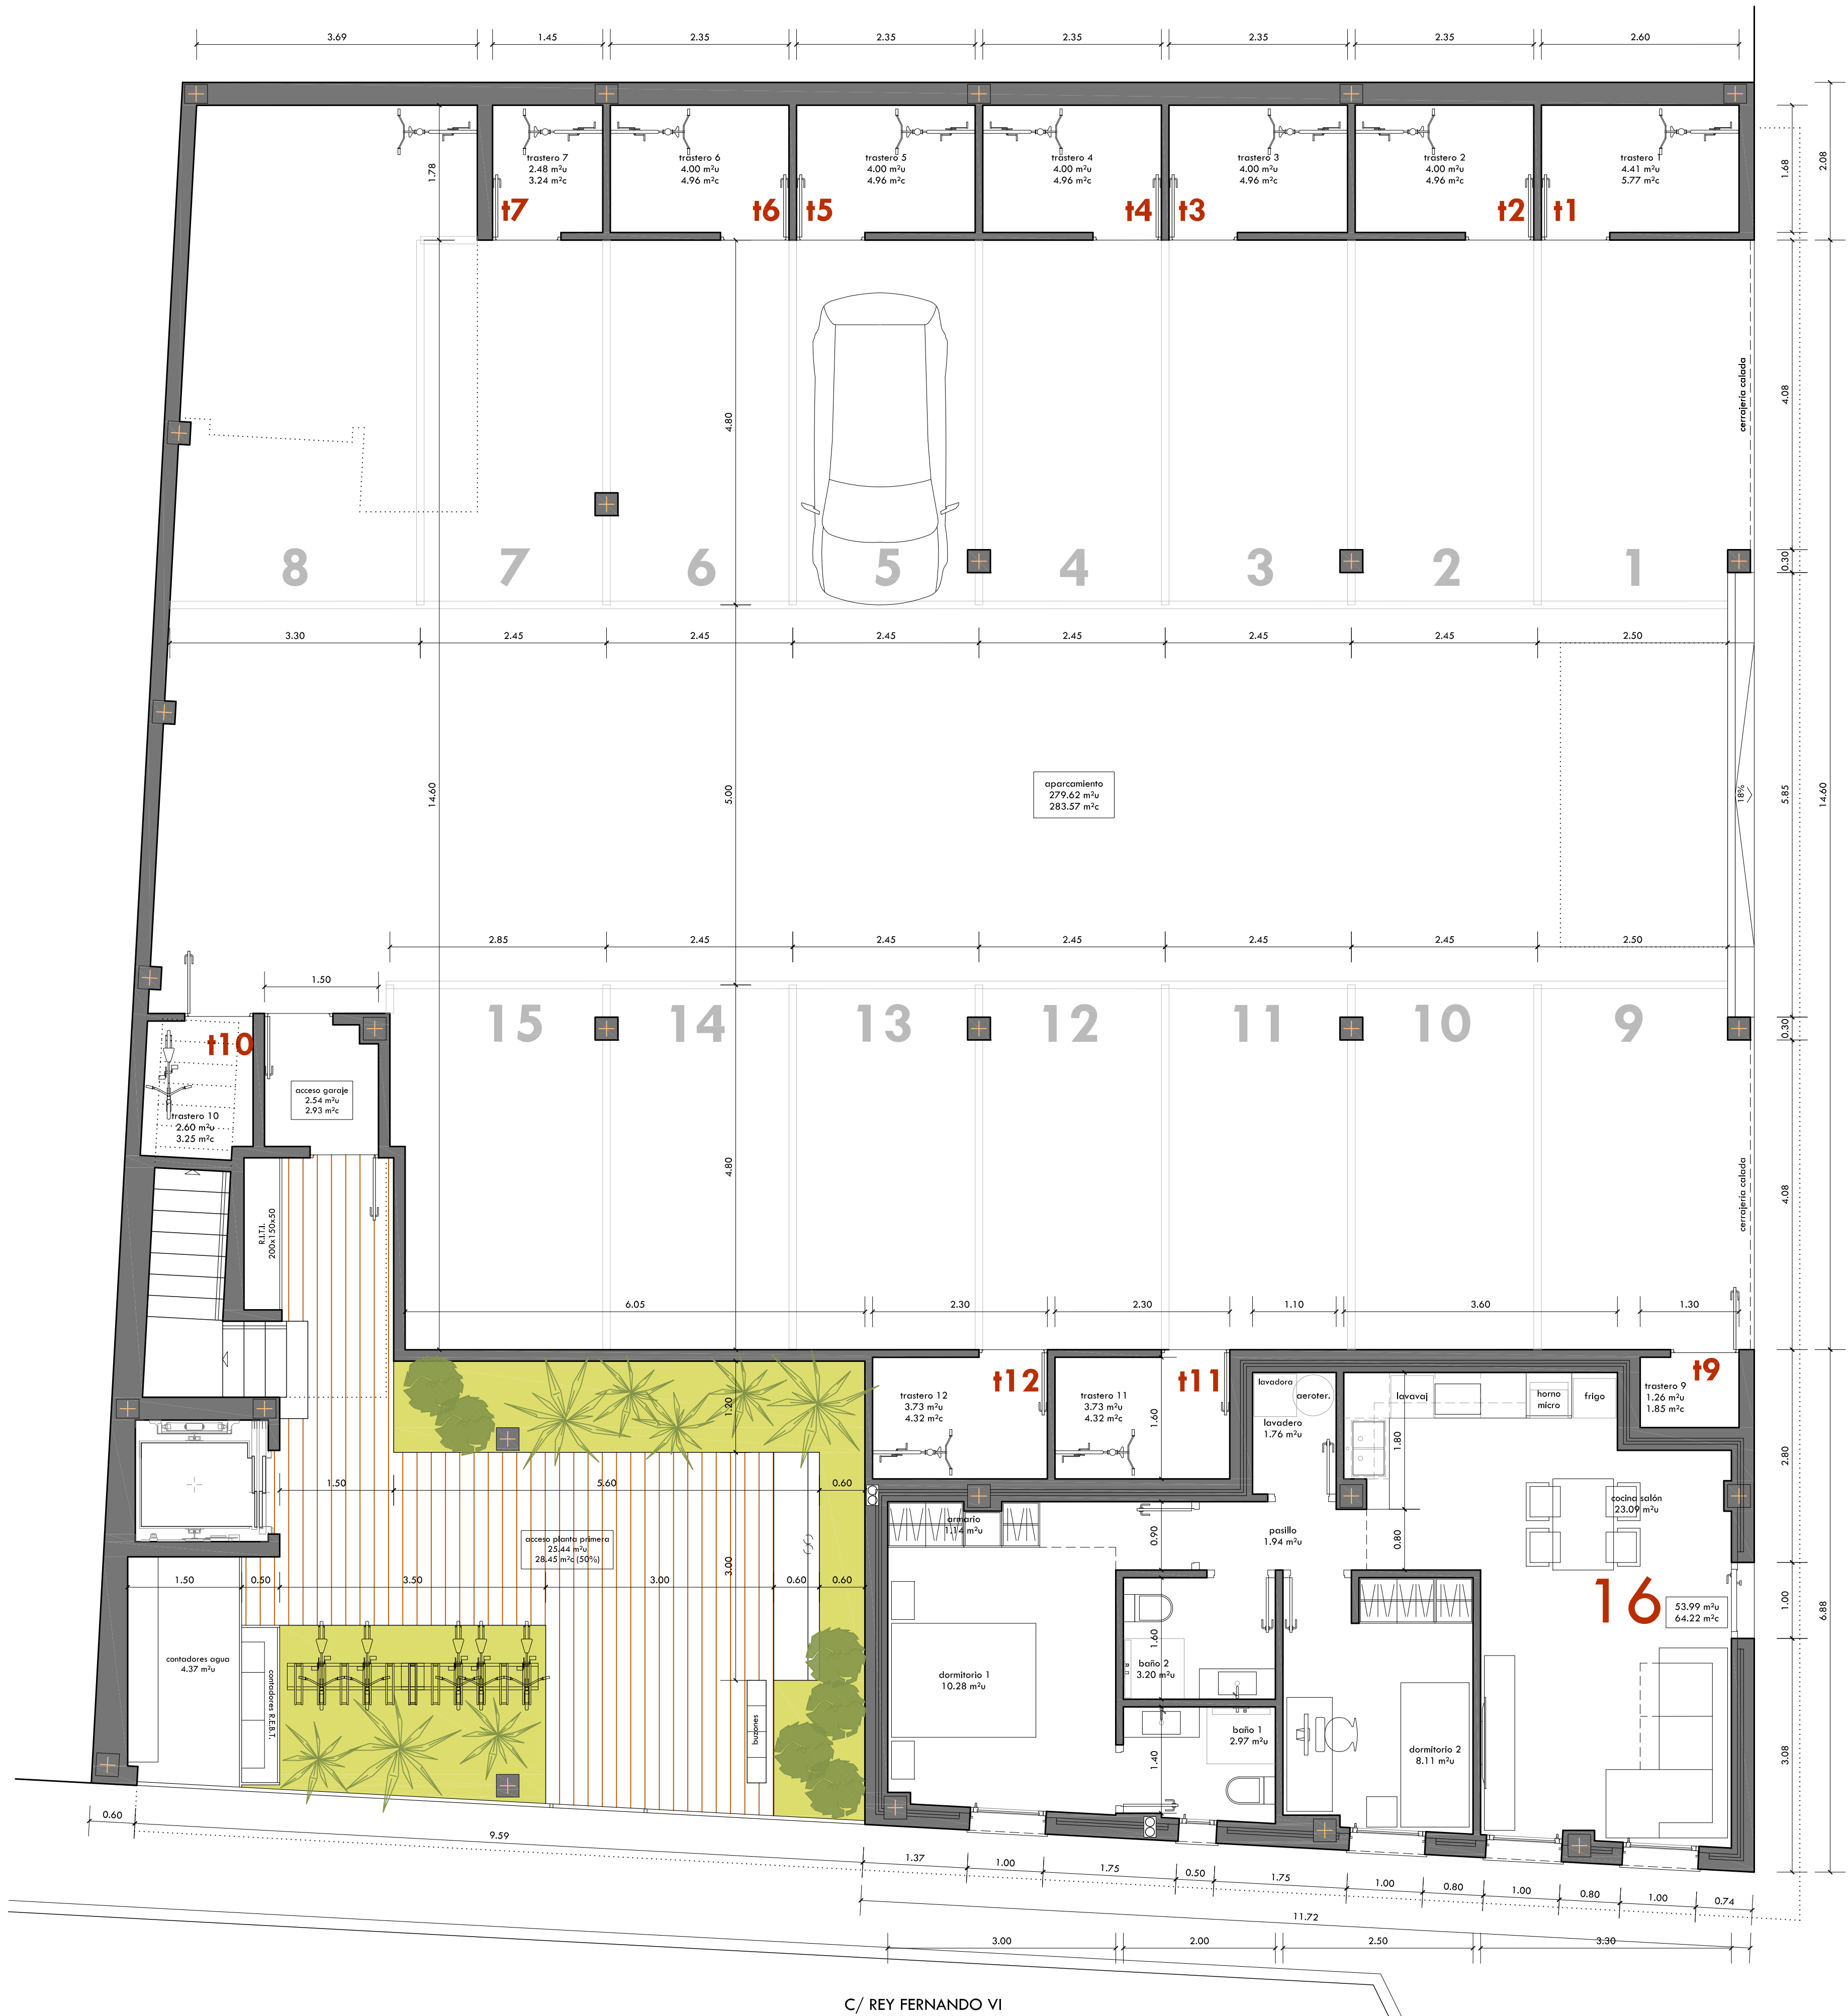 3.69
1.45
2.35
2.35
2.35
2.35
2.35
2.60
1.78
trastero 7
2.48 m²u
3.24 m²c
trastero 6
4.00 m²u
4.96 m²c
trastero 5
4.00 m²u
4.96 m²c
trastero 4
4.00 m²u
4.96 m²c
trastero 3
4.00 m²u
4.96 m²c
trastero 2
4.00 m²u
4.96 m²c
trastero 1
4.41 m²u
5.77 m²c
1.68
2.08
t7
t6
t5
t4
t3
t2
t1
4.80
cerrajería calada
4.08
8
7
6
5
4
3
2
1
0.30
3.30
2.45
2.45
2.45
2.45
2.45
2.45
2.50
14.60
5.00
aparcamiento
279.62 m²u
283.57 m²c
18%
5.85
14.60
2.85
2.45
2.45
2.45
2.45
2.45
2.50
1.50
15
14
13
12
11
10
9
0.30
t10
trastero 10
2.60 m²u
3.25 m²c
acceso garaje
2.54 m²u
2.93 m²c
4.80
cerrajería calada
4.08
R.I.T.I.
200x150x50
6.05
2.30
2.30
1.10
3.60
1.30
t12
t11
t9
trastero 12
3.73 m²u
4.32 m²c
trastero 11
3.73 m²u
4.32 m²c
1.20
1.60
lavadora
aeroter.
lavadero
1.76 m²u
lavavaj
horno
micro
frigo
trastero 9
1.26 m²u
1.85 m²c
1.80
2.80
1.50
5.60
0.60
armario
1.14 m²u
0.90
pasillo
1.94 m²u
0.80
cocina salón
23.09 m²u
acceso planta primera
25.44 m²u
28.45 m²c (50%)
3.00
1.50
0.50
3.50
3.00
0.60
0.60
16
53.99 m²u
64.22 m²c
1.00
6.88
contadores agua
4.37 m²u
contadores R.E.B.T.
buzones
dormitorio 1
10.28 m²u
1.60
baño 2
3.20 m²u
baño 1
2.97 m²u
1.40
dormitorio 2
8.11 m²u
3.08
0.60
9.59
1.37
1.00
1.75
0.50
1.75
1.00
0.80
1.00
0.80
1.00
0.74
11.72
3.00
2.00
2.50
3.30
C/ REY FERNANDO VI